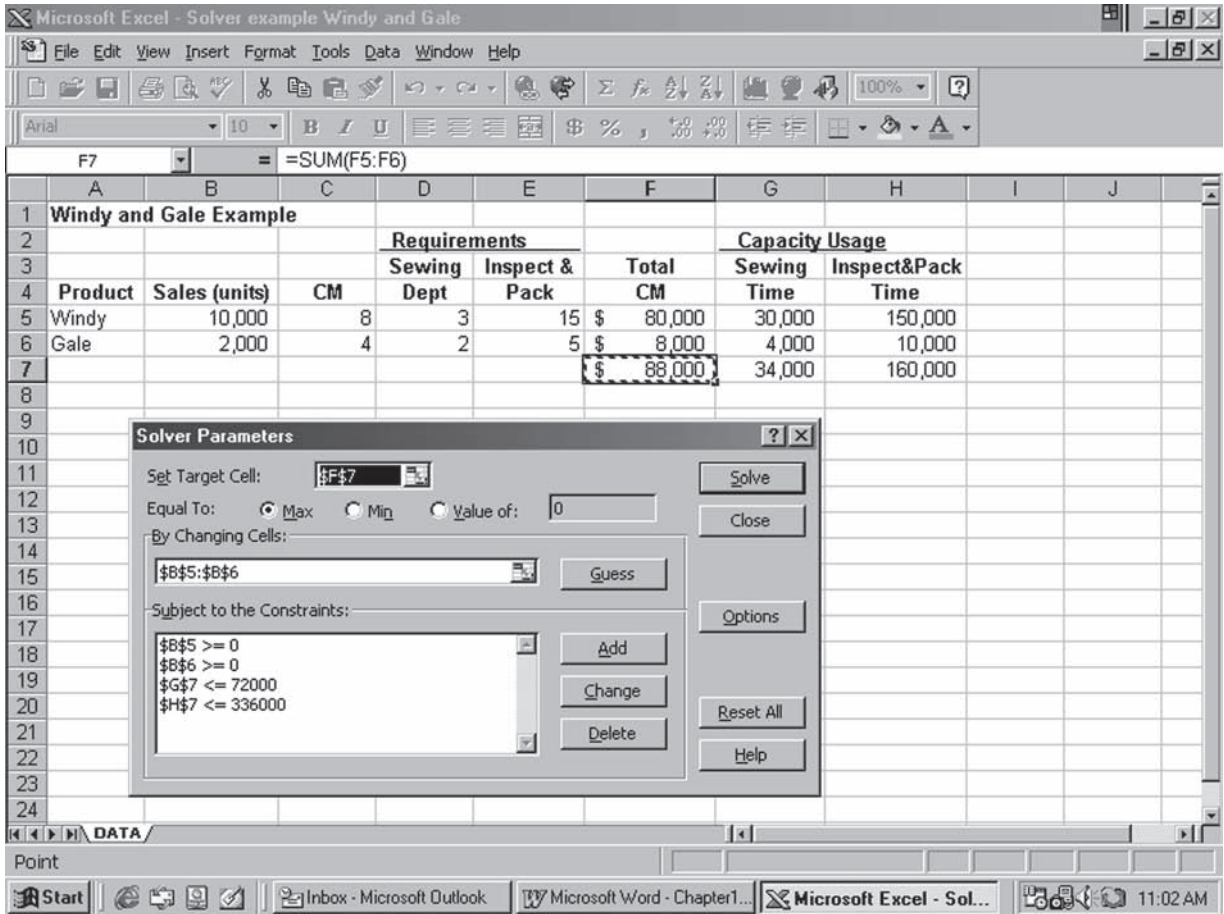 Microsoft Excel - Solver example Windy and Gale
File Edit View Insert Format Tools Data Window Help
100%
Arial 10 B I U $ % ,
F7 = =SUM(F5:F6)
A B C D E F G H I J
1 Windy and Gale Example
2 Requirements Capacity Usage
3 Sewing Inspect & Total Sewing Inspect&Pack
4 Product Sales (units) CM Dept Pack CM Time Time
5 Windy 10,000 8 3 15 $ 80,000 30,000 150,000
6 Gale 2,000 4 2 5 $ 8,000 4,000 10,000
7 $ 88,000 34,000 160,000
8
9
10
11
12
13
14
15
16
17
18
19
20
21
22
23
24
Solver Parameters
Set Target Cell: $F$7 Solve
Equal To: Max Min Value of: 0 Close
By Changing Cells:
$B$5:$B$6 Guess
Subject to the Constraints: Options
$B$5 >= 0 Add
$B$6 >= 0
$G$7 <= 72000 Change
$H$7 <= 336000 Reset All
Delete
Help
DATA
Point
Start Inbox - Microsoft Outlook Microsoft Word - Chapter1... Microsoft Excel - Sol... 11:02 AM